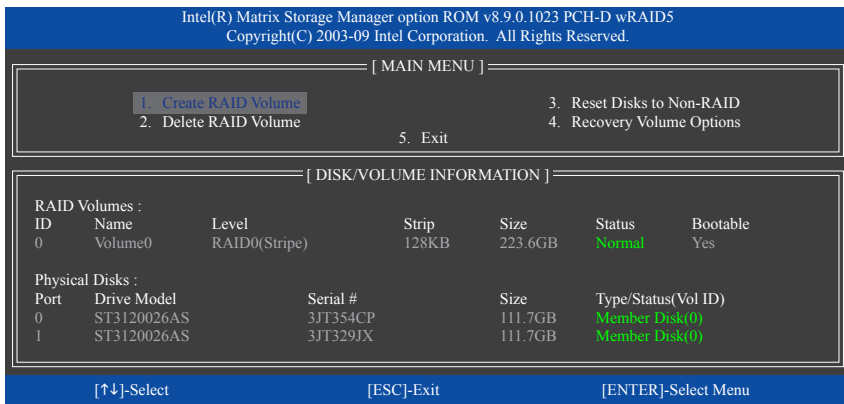 Intel(R) Matrix Storage Manager option ROM v8.9.0.1023 PCH-D wRAID5
Copyright(C) 2003-09 Intel Corporation.  All Rights Reserved.
[ MAIN MENU ]
1. Create RAID Volume 3. Reset Disks to Non-RAID
2. Delete RAID Volume 4. Recovery Volume Options
5. Exit
[ DISK/VOLUME INFORMATION ]
RAID Volumes :
ID Name Level Strip Size Status Bootable
0 Volume0 RAID0(Stripe) 128KB 223.6GB Normal Yes
Physical Disks :
Port Drive Model Serial # Size Type/Status(Vol ID)
0 ST3120026AS 3JT354CP 111.7GB Member Disk(0)
1 ST3120026AS 3JT329JX 111.7GB Member Disk(0)
[↑↓]-Select [ESC]-Exit [ENTER]-Select Menu